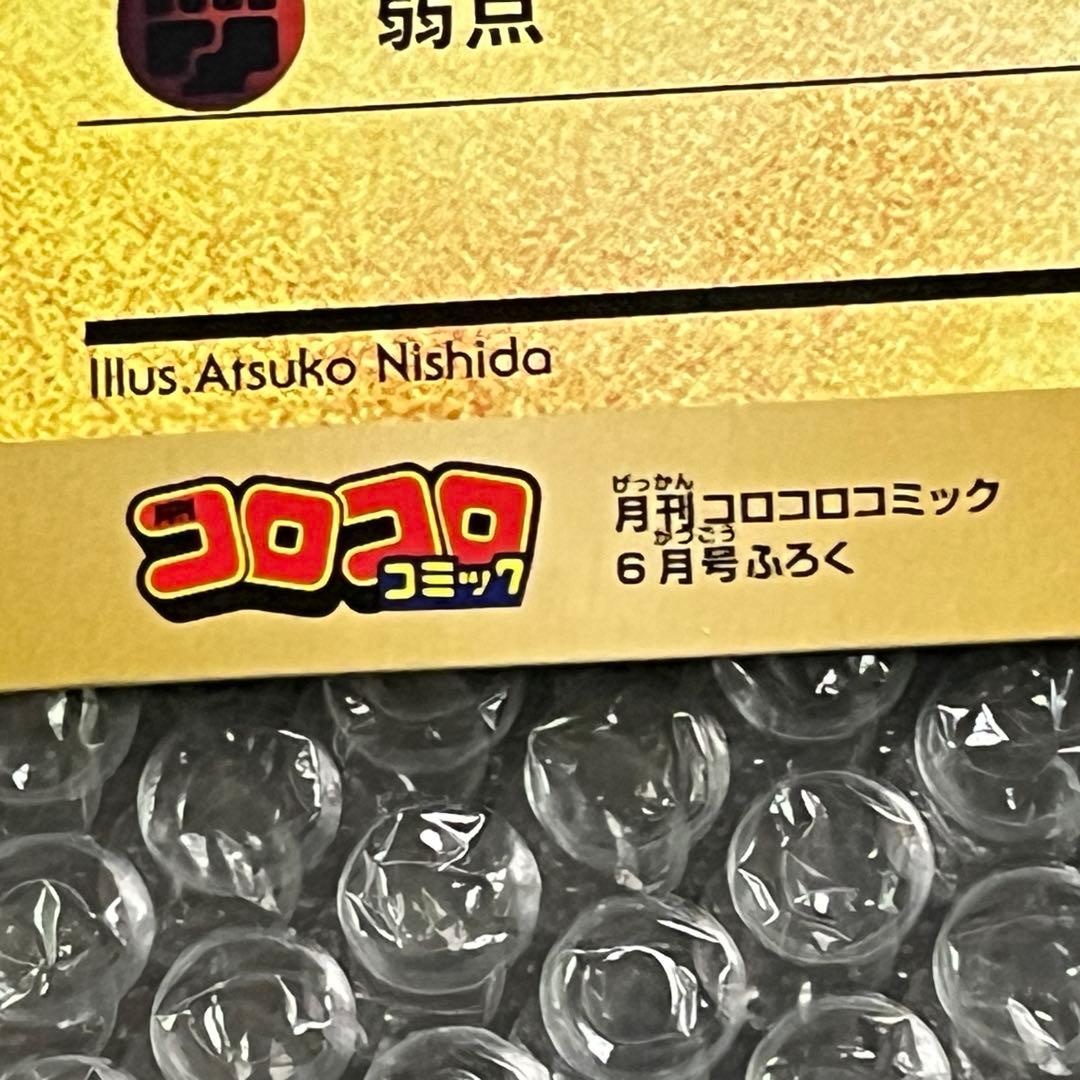 弱点
Illus.Atsuko Nishida
コロコロ
コミック
げっかん
月刊コロコロコミック
がつごう
6月号ふろく